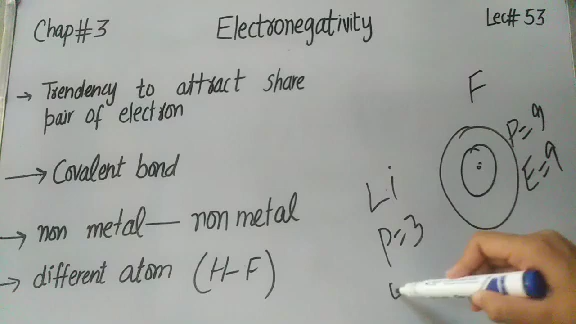 Chap#3
Electronegativity
Lec# 53
→ Trendency to attract share
pair of electron
→ Covalent bond
→ non metal — non metal
→ different atom (H-F)
F
P=9
E=9
Li
P=3